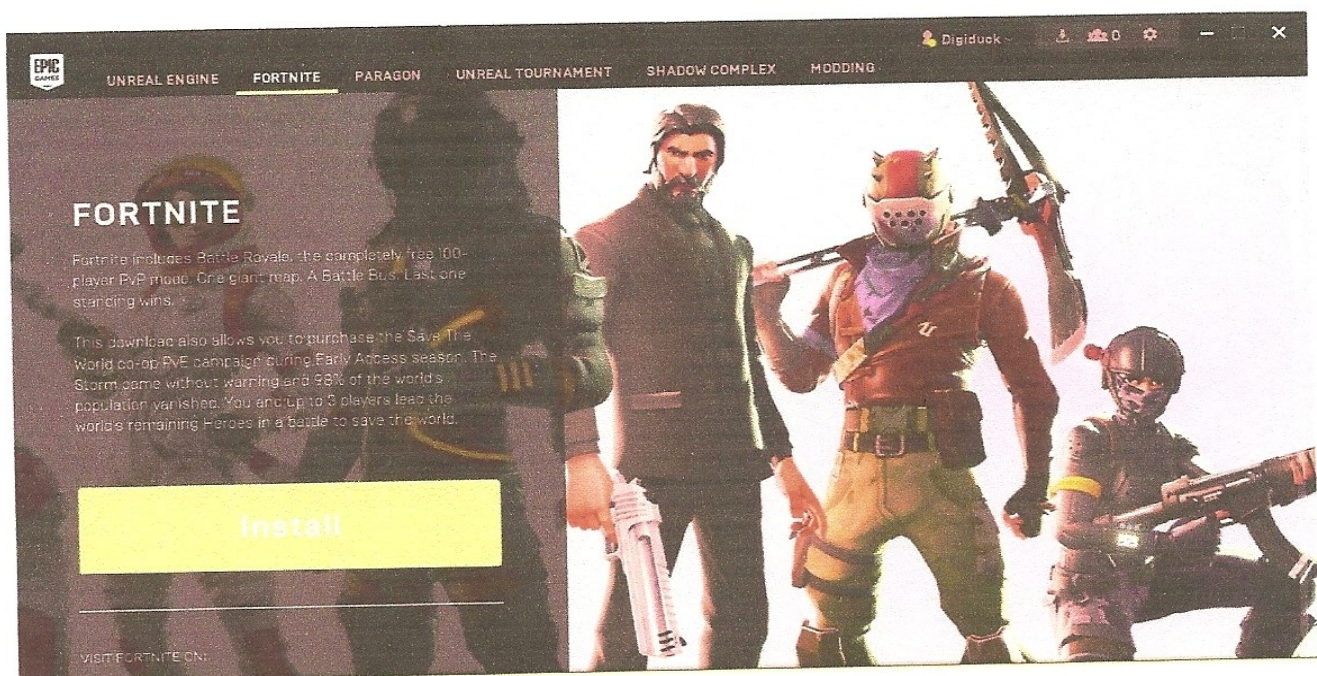 Digiduck
0
EPIC
GAMES
UNREAL ENGINE
FORTNITE
PARAGON
UNREAL TOURNAMENT
SHADOW COMPLEX
MODDING
FORTNITE
Fortnite includes Battle Royale, the completely free 100-
player PvP mode. One giant map. A Battle Bus. Last one
standing wins.
This download also allows you to purchase the Save The
World co-op PvE campaign during Early Access season. The
Storm came without warning and 98% of the world's
population vanished. You and up to 3 players lead the
world's remaining Heroes in a battle to save the world.
Install
VISIT FORTNITE ON: